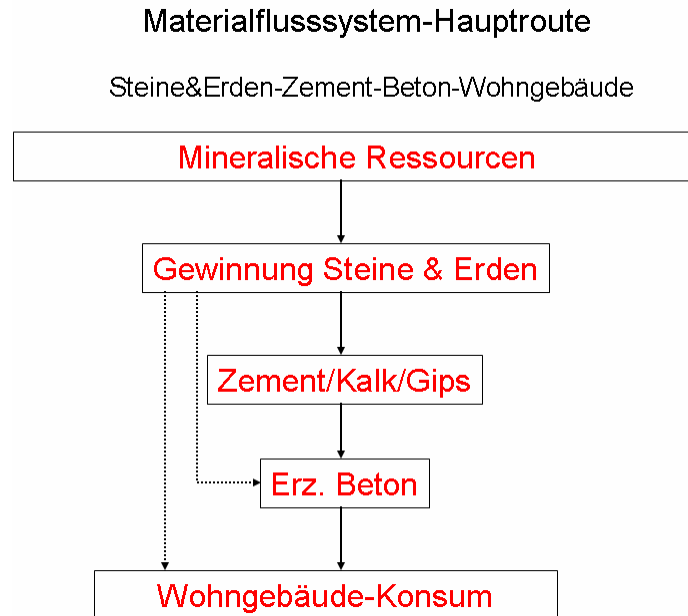 Materialflusssystem-Hauptroute
Steine&Erden-Zement-Beton-Wohngebäude
Mineralische Ressourcen
Gewinnung Steine & Erden
Zement/Kalk/Gips
Erz. Beton
Wohngebäude-Konsum